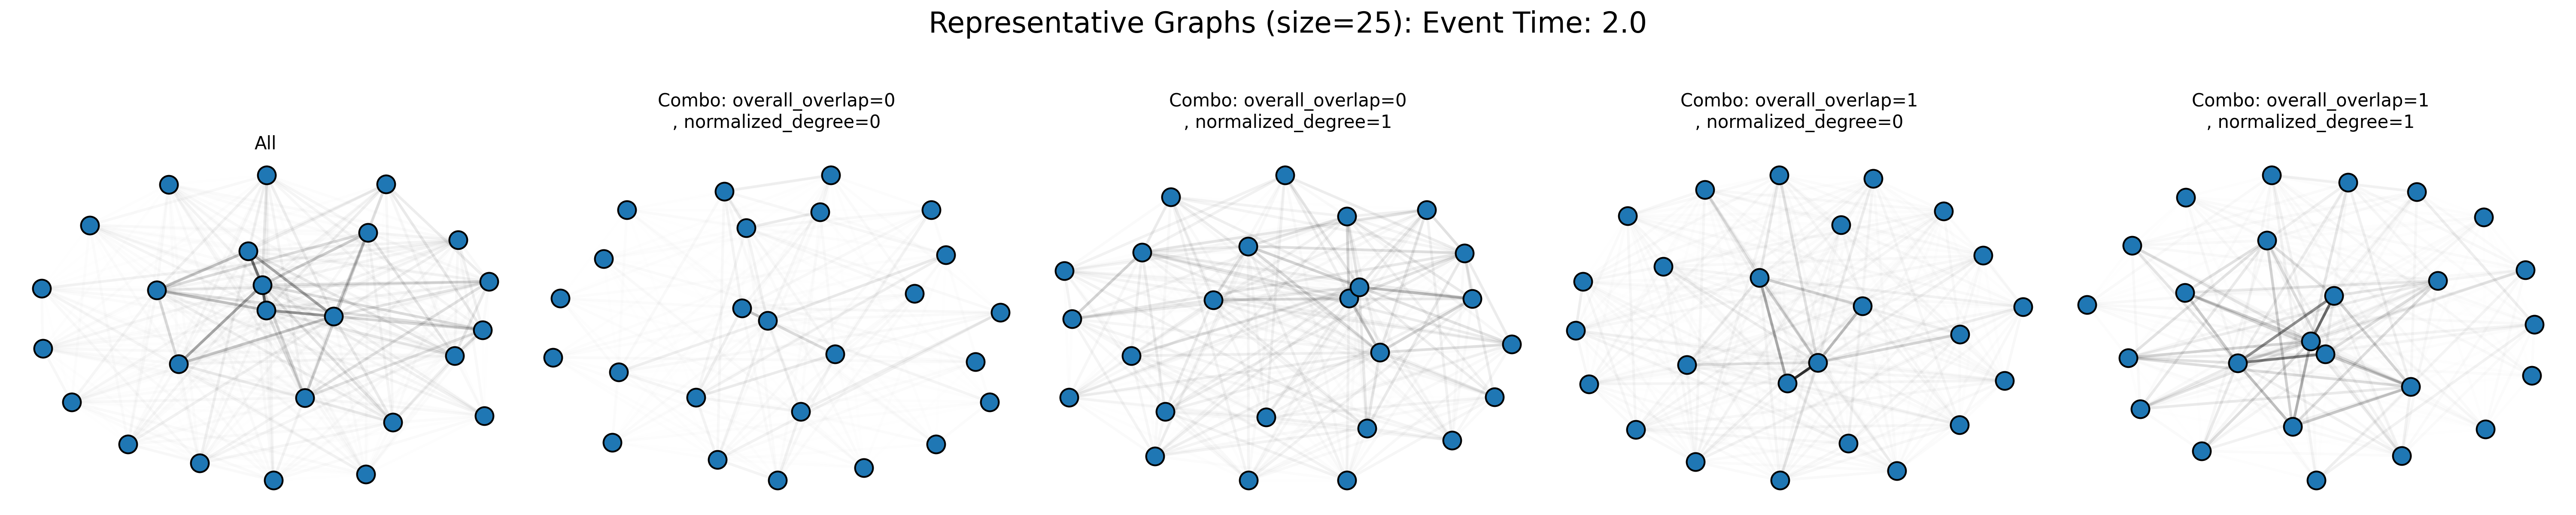 Representative Graphs (size=25): Event Time: 2.0
All
Combo: overall_overlap=0
, normalized_degree=0
Combo: overall_overlap=0
, normalized_degree=1
Combo: overall_overlap=1
, normalized_degree=0
Combo: overall_overlap=1
, normalized_degree=1